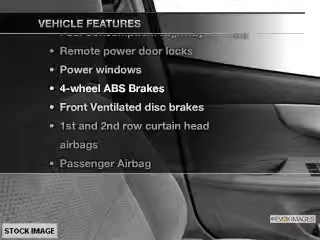 VEHICLE FEATURES
• Remote power door locks
• Power windows
• 4-wheel ABS Brakes
• Front Ventilated disc brakes
• 1st and 2nd row curtain head
airbags
• Passenger Airbag
©EVOXIMAGES
STOCK IMAGE